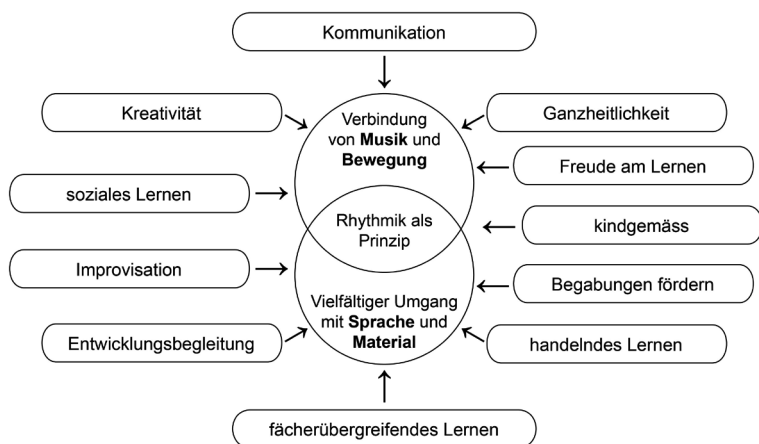 Kommunikation
Kreativität
Verbindung
von Musik und
Bewegung
Ganzheitlichkeit
Freude am Lernen
soziales Lernen
Rhythmik als
Prinzip
kindgemäss
Improvisation
Begabungen fördern
Vielfältiger Umgang
mit Sprache und
Material
Entwicklungsbegleitung
handelndes Lernen
fächerübergreifendes Lernen